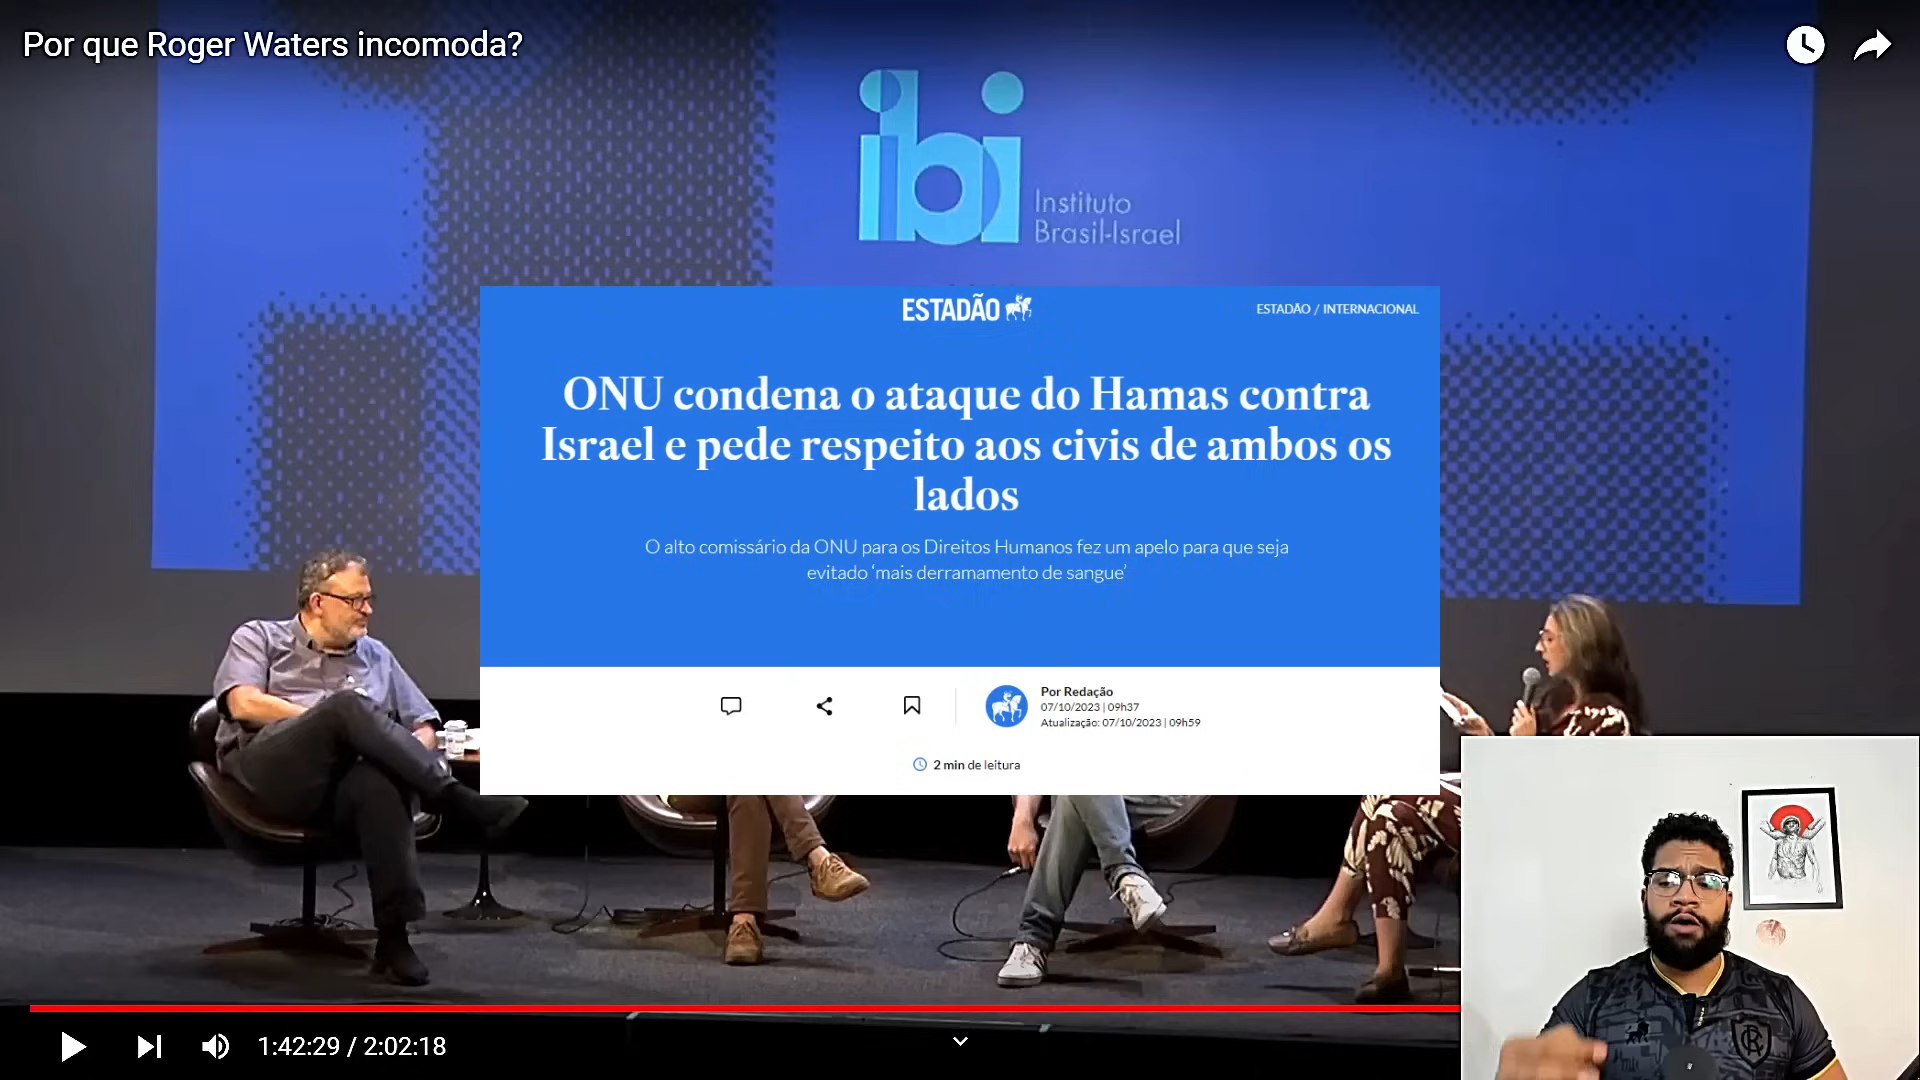 Por que Roger Waters incomoda?
ibi
Instituto
Brasil-Israel
ESTADÃO
ESTADÃO / INTERNACIONAL
ONU condena o ataque do Hamas contra
Israel e pede respeito aos civis de ambos os
lados
O alto comissário da ONU para os Direitos Humanos fez um apelo para que seja
evitado ‘mais derramamento de sangue’
Por Redação
07/10/2023 | 09h37
Atualização: 07/10/2023 | 09h59
2 min de leitura
1:42:29 / 2:02:18